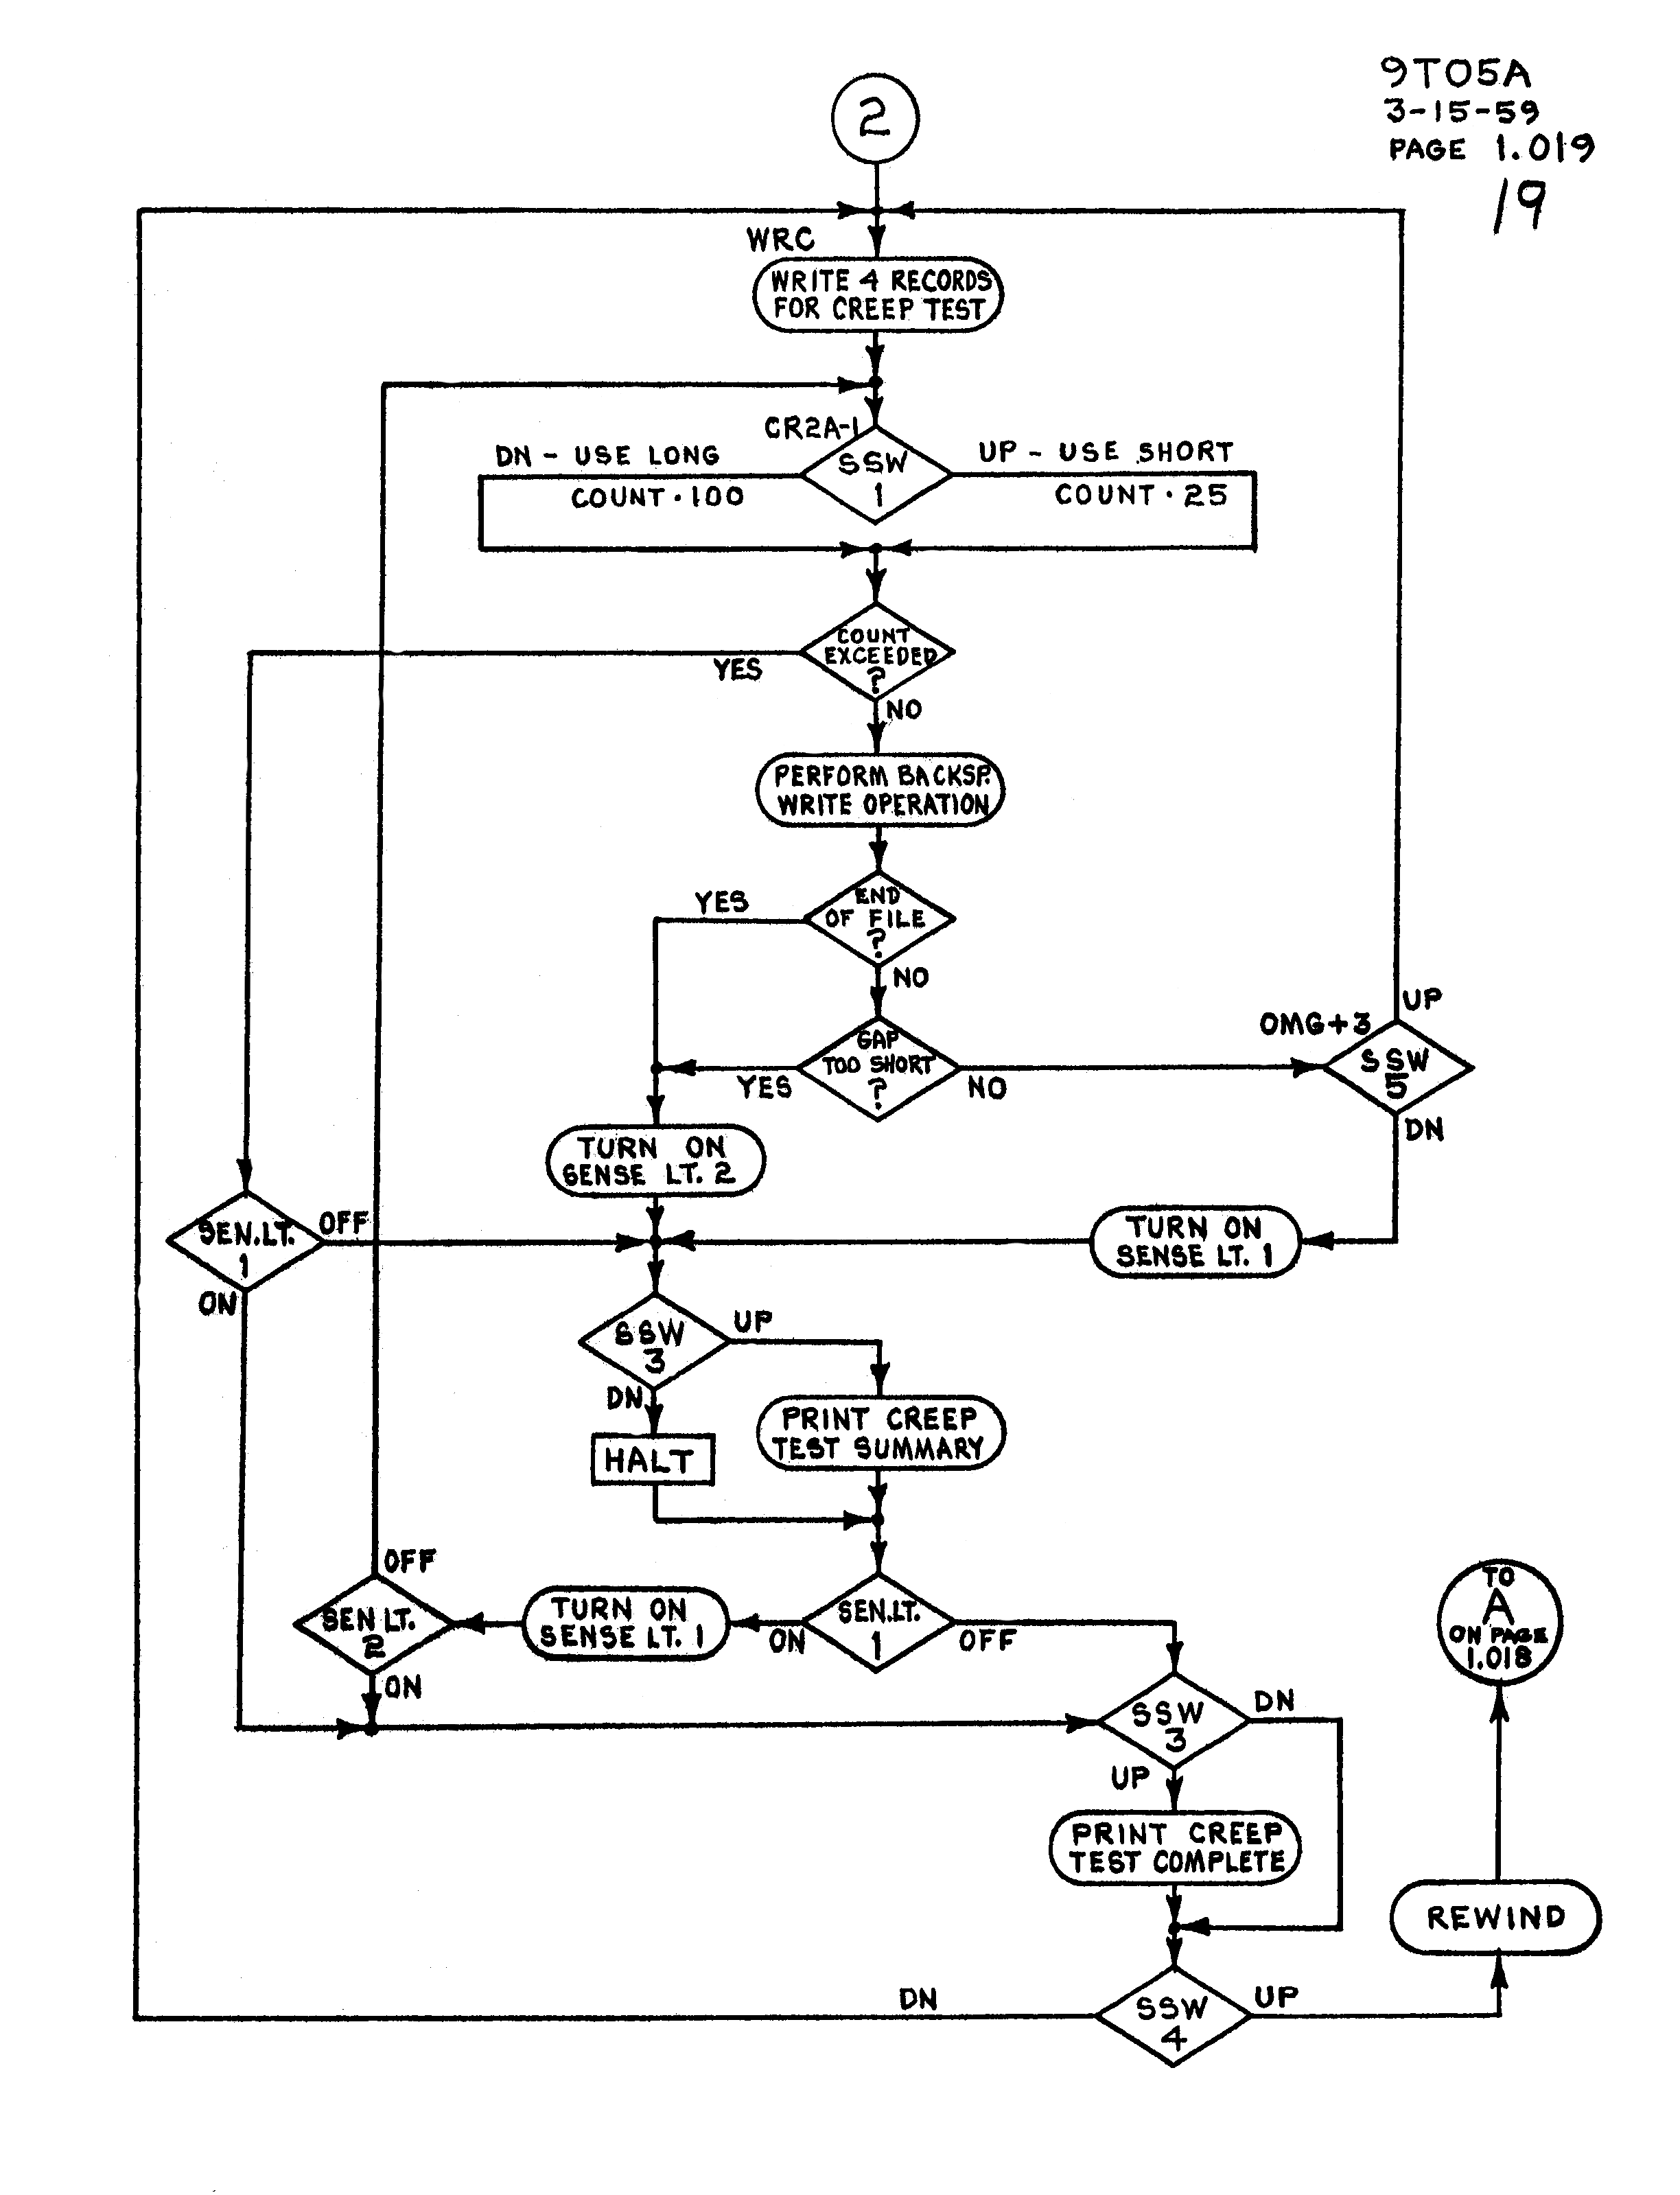 9T05A
3-15-59
PAGE 1.019
19
2
WRC
WRITE 4 RECORDS
FOR CREEP TEST
CR2A-1
DN - USE LONG
COUNT · 100
SSW
1
UP - USE SHORT
COUNT · 25
COUNT
EXCEEDED
?
YES
NO
PERFORM BACKSP.
WRITE OPERATION
END
OF FILE
?
YES
NO
GAP
TOO SHORT
?
YES
NO
OMG+3
UP
SSW
5
DN
TURN ON
SENSE LT. 2
SEN.LT.
1
OFF
ON
TURN ON
SENSE LT. 1
SSW
3
UP
DN
HALT
PRINT CREEP
TEST SUMMARY
OFF
SEN LT.
2
ON
TURN ON
SENSE LT. 1
ON
SEN.LT.
1
OFF
TO
A
ON PAGE
1.018
SSW
3
DN
UP
PRINT CREEP
TEST COMPLETE
REWIND
DN
SSW
4
UP